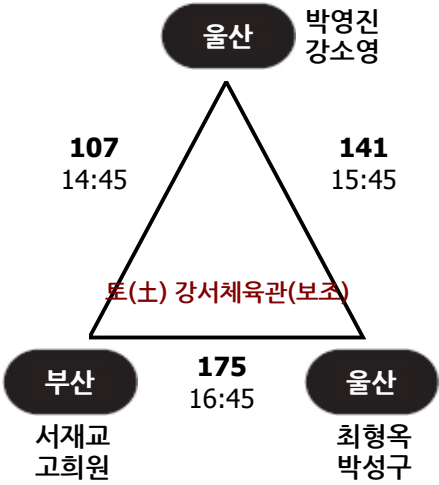 울산
박영진
강소영
107
14:45
141
15:45
토(土) 강서체육관(보조)
부산
175
16:45
울산
서재교
고희원
최형옥
박성구